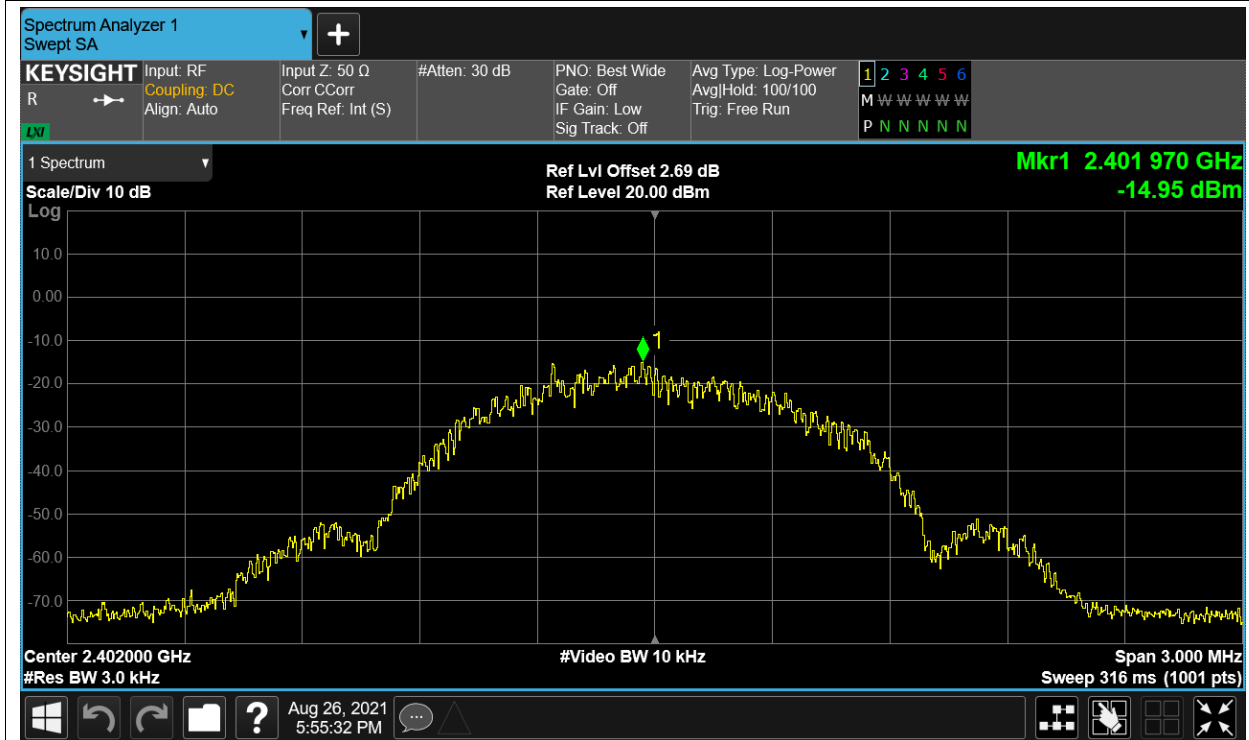 Spectrum Analyzer 1
Swept SA
+
KEYSIGHT
R
LXI
Input: RF
Coupling: DC
Align: Auto
Input Z: 50 Ω
Corr CCorr
Freq Ref: Int (S)
#Atten: 30 dB
PNO: Best Wide
Gate: Off
IF Gain: Low
Sig Track: Off
Avg Type: Log-Power
Avg|Hold: 100/100
Trig: Free Run
1 2 3 4 5 6
M W W W W W
P N N N N N
1 Spectrum
Scale/Div 10 dB
Ref Lvl Offset 2.69 dB
Ref Level 20.00 dBm
Mkr1 2.401 970 GHz
-14.95 dBm
Log
10.0
0.00
-10.0
-20.0
-30.0
-40.0
-50.0
-60.0
-70.0
1
Center 2.402000 GHz
#Res BW 3.0 kHz
#Video BW 10 kHz
Span 3.000 MHz
Sweep 316 ms (1001 pts)
?
Aug 26, 2021
5:55:32 PM